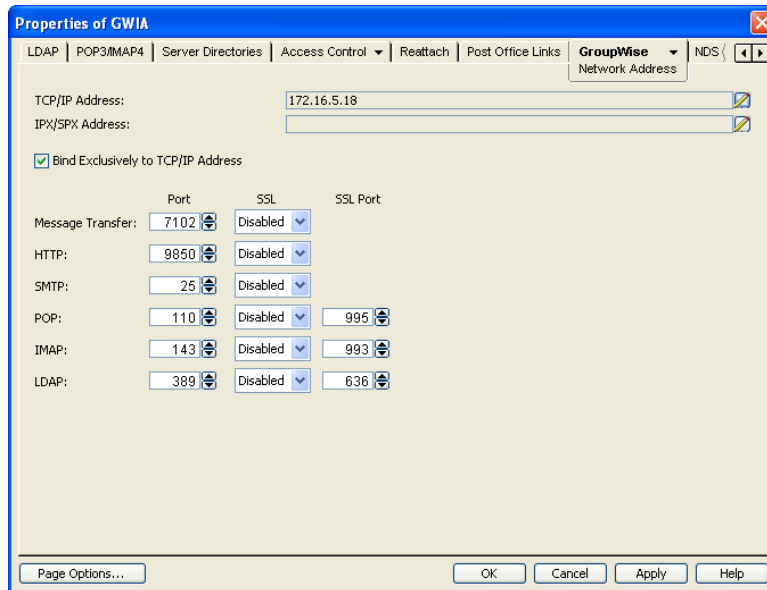 Properties of GWIA
LDAP POP3/IMAP4 Server Directories Access Control Reattach Post Office Links GroupWise NDS
Network Address
TCP/IP Address: 172.16.5.18
IPX/SPX Address:
Bind Exclusively to TCP/IP Address
Port SSL SSL Port
Message Transfer: 7102 Disabled
HTTP: 9850 Disabled
SMTP: 25 Disabled
POP: 110 Disabled 995
IMAP: 143 Disabled 993
LDAP: 389 Disabled 636
Page Options... OK Cancel Apply Help